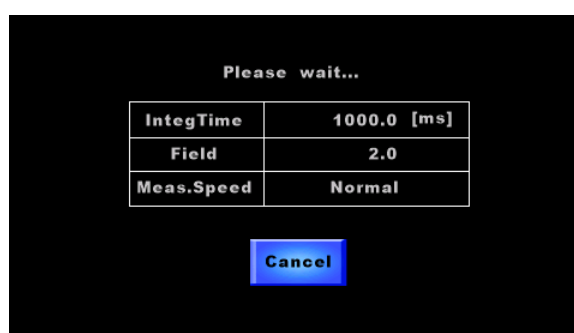 Please wait...
IntegTime 1000.0 [ms]
Field 2.0
Meas.Speed Normal
Cancel